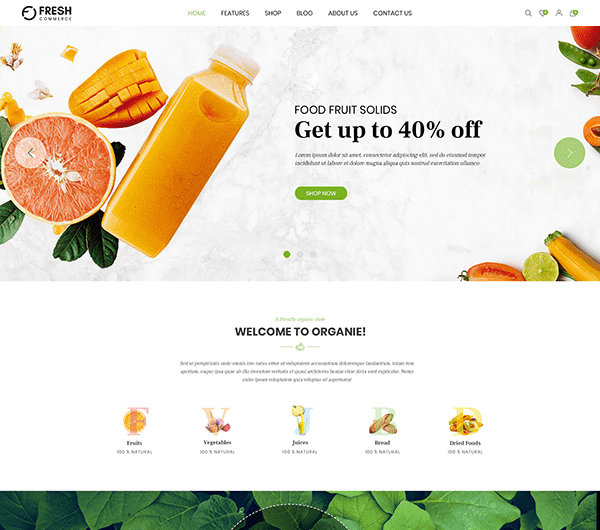 FRESH
COMMERCE
HOME FEATURES SHOP BLOG ABOUT US CONTACT US
0 0
FOOD FRUIT SOLIDS
Get up to 40% off
Lorem ipsum dolor sit amet, consectetur adipiscing elit, sed do eiusmod tempor
incididunt ut labore et dolore magna aliqua quis nostrud exercitation ullamco
SHOP NOW
A friendly organic store
WELCOME TO ORGANIE!
Sed ut perspiciatis unde omnis iste natus error sit voluptatem accusantium doloremque laudantium, totam rem
aperiam, eaque ipsa quae ab illo inventore veritatis et quasi architecto beatae vitae dicta sunt explicabo. Nemo
enim ipsam voluptatem quia voluptas sit aspernatur
F V J B D
Fruits Vegetables Juices Bread Dried Foods
100 % NATURAL 100 % NATURAL 100 % NATURAL 100 % NATURAL 100 % NATURAL